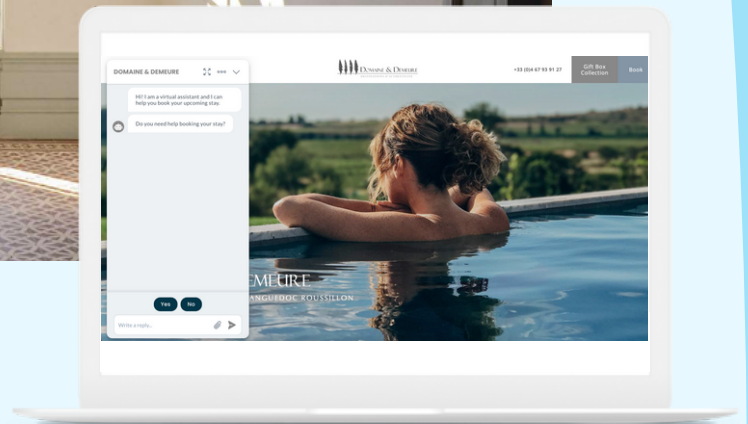 DOMAINE & DEMEURE
Hi! I am a virtual assistant and I can
help you book your upcoming stay.
Do you need help booking your stay?
Yes No
Write a reply...
DOMAINE & DEMEURE
+33 (0)4 67 93 91 27
Gift Box
Collection
Book
EMEURE
ANGUEDOC ROUSSILLON